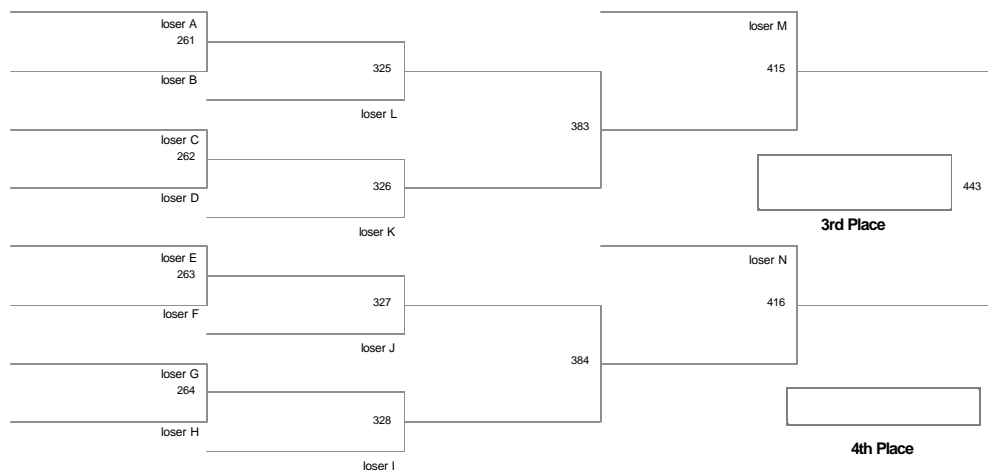 loser A
261
loser B
325
loser L
loser C
262
loser D
326
loser K
383
loser M
415
443
3rd Place
loser E
263
loser F
327
loser J
loser G
264
loser H
328
loser I
384
loser N
416
4th Place